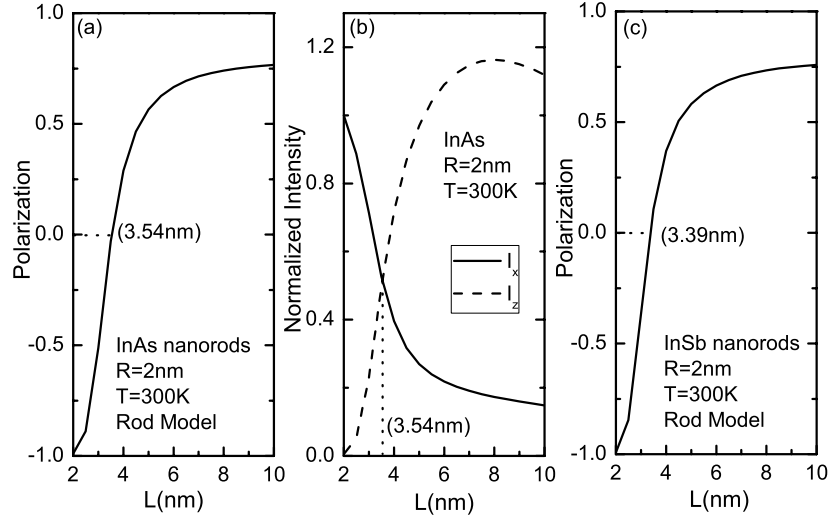 (a)
1.0
0.5
0.0
-0.5
-1.0
Polarization
(3.54nm)
InAs nanorods
R=2nm
T=300K
Rod Model
2 4 6 8 10
L(nm)
(b)
1.2
0.8
0.4
0.0
Normalized Intensity
InAs
R=2nm
T=300K
Ix
Iz
(3.54nm)
2 4 6 8 10
L(nm)
(c)
1.0
0.5
0.0
-0.5
-1.0
Polarization
(3.39nm)
InSb nanorods
R=2nm
T=300K
Rod Model
2 4 6 8 10
L(nm)